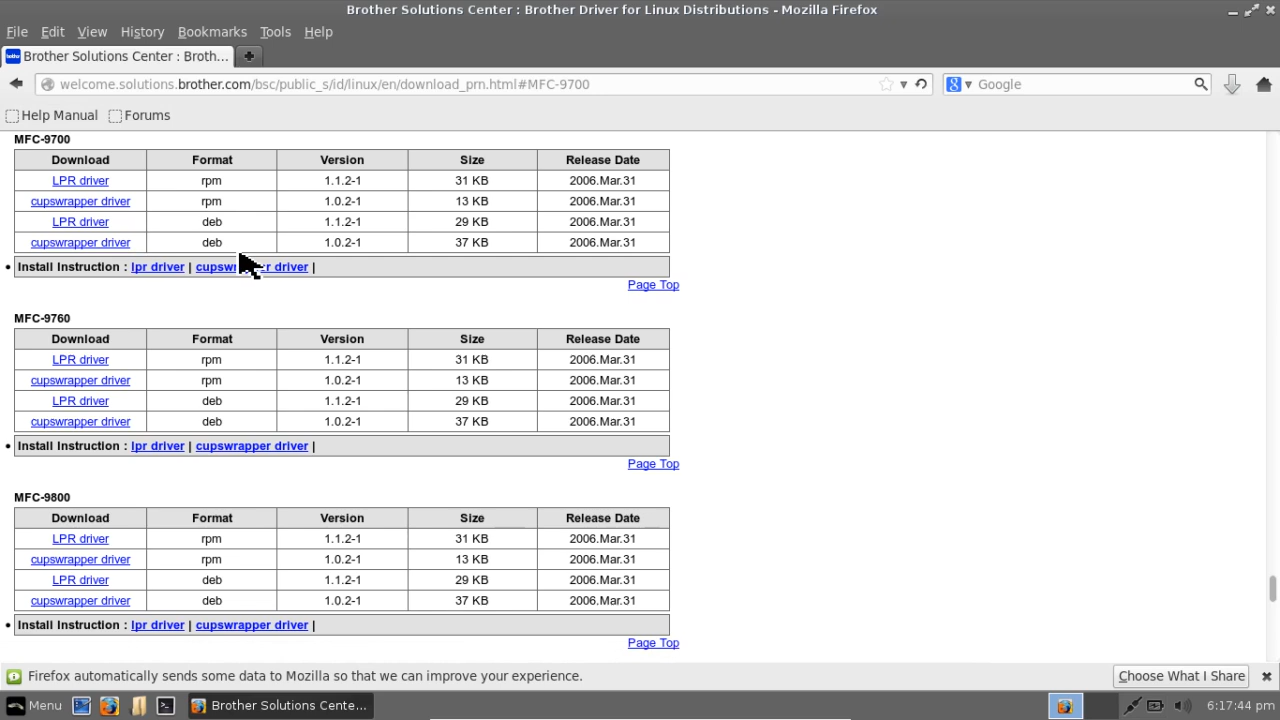 Brother Solutions Center : Brother Driver for Linux Distributions - Mozilla Firefox
File Edit View History Bookmarks Tools Help
Brother Solutions Center : Broth...
welcome.solutions.brother.com/bsc/public_s/id/linux/en/download_prn.html#MFC-9700 Google
Help Manual Forums
MFC-9700
Download Format Version Size Release Date
LPR driver rpm 1.1.2-1 31 KB 2006.Mar.31
cupswrapper driver rpm 1.0.2-1 13 KB 2006.Mar.31
LPR driver deb 1.1.2-1 29 KB 2006.Mar.31
cupswrapper driver deb 1.0.2-1 37 KB 2006.Mar.31
• Install Instruction : lpr driver | cupswrapper driver |
Page Top
MFC-9760
Download Format Version Size Release Date
LPR driver rpm 1.1.2-1 31 KB 2006.Mar.31
cupswrapper driver rpm 1.0.2-1 13 KB 2006.Mar.31
LPR driver deb 1.1.2-1 29 KB 2006.Mar.31
cupswrapper driver deb 1.0.2-1 37 KB 2006.Mar.31
• Install Instruction : lpr driver | cupswrapper driver |
Page Top
MFC-9800
Download Format Version Size Release Date
LPR driver rpm 1.1.2-1 31 KB 2006.Mar.31
cupswrapper driver rpm 1.0.2-1 13 KB 2006.Mar.31
LPR driver deb 1.1.2-1 29 KB 2006.Mar.31
cupswrapper driver deb 1.0.2-1 37 KB 2006.Mar.31
• Install Instruction : lpr driver | cupswrapper driver |
Page Top
Firefox automatically sends some data to Mozilla so that we can improve your experience. Choose What I Share
Menu Brother Solutions Cente... 6:17:44 pm